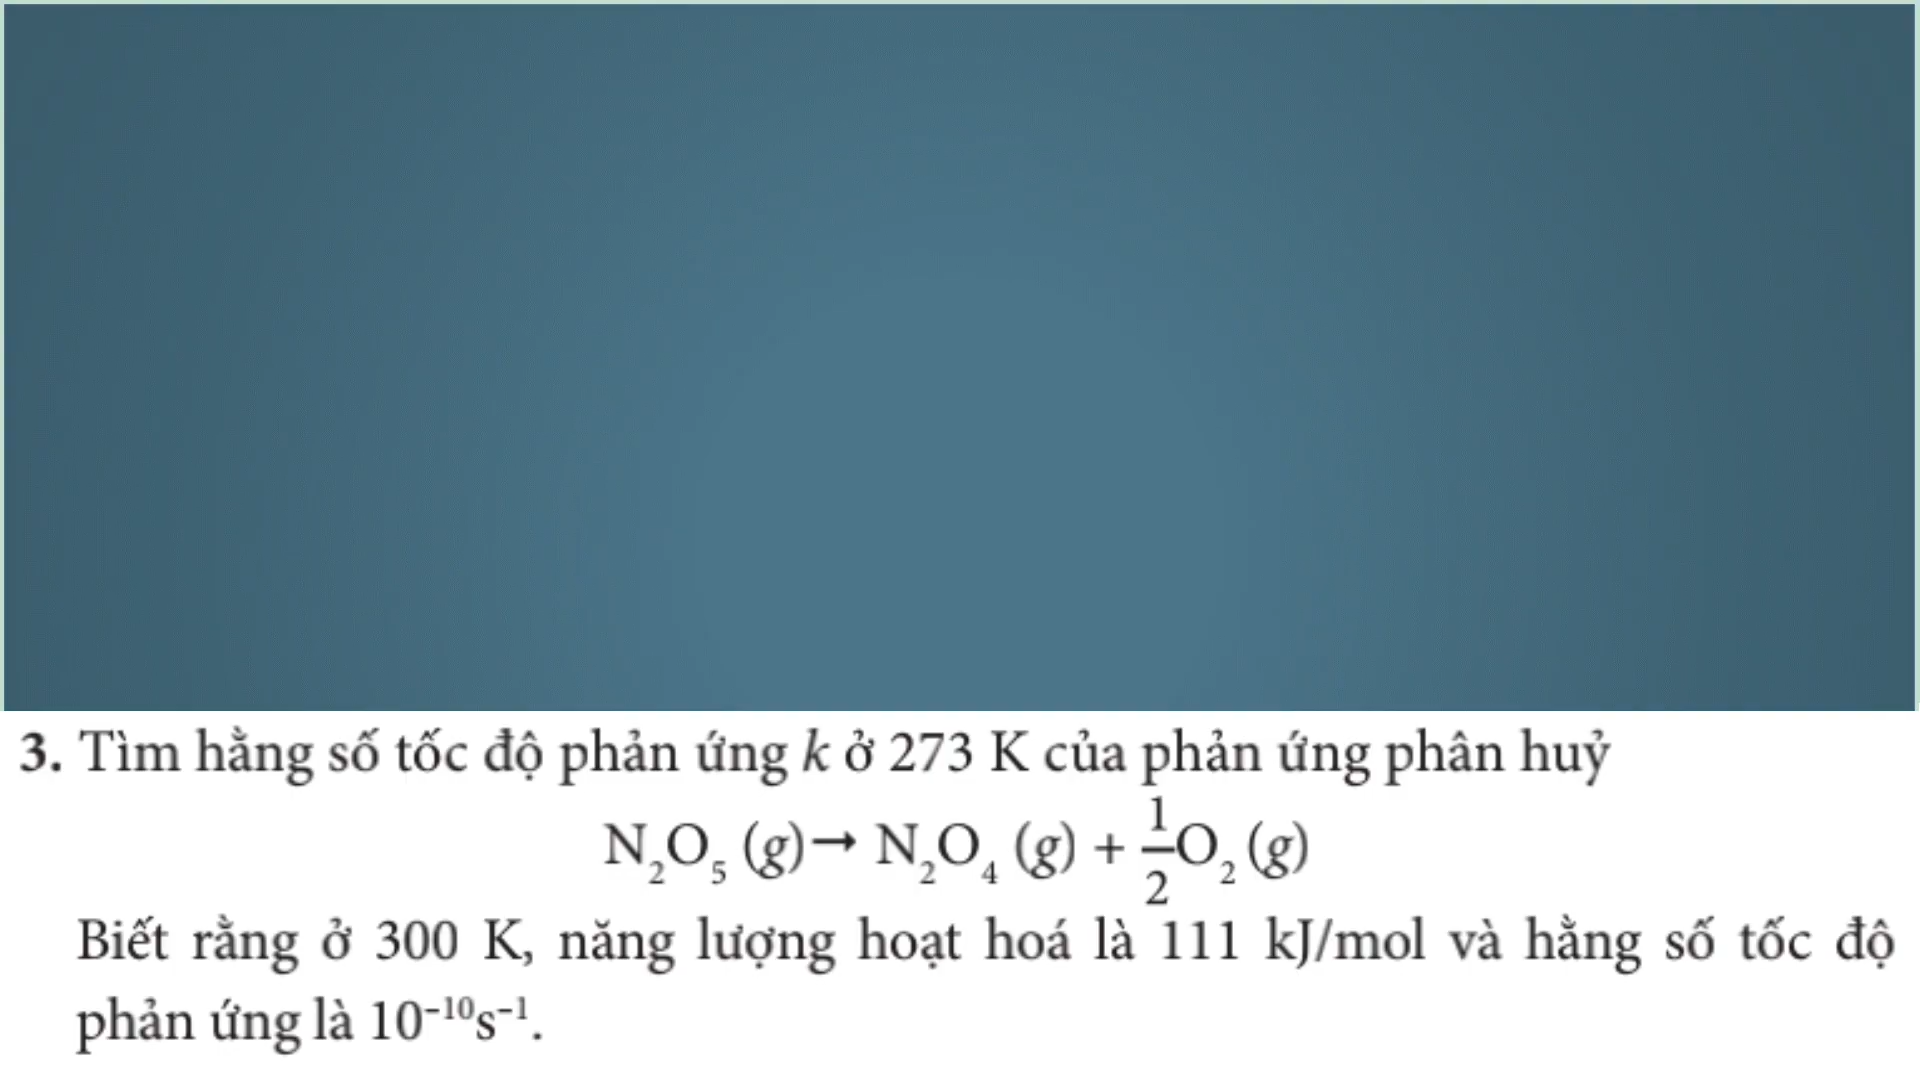 3. Tìm hằng số tốc độ phản ứng k ở 273 K của phản ứng phân huỷ
N₂O₅ (g)→ N₂O₄ (g) + 1/2 O₂ (g)
Biết rằng ở 300 K, năng lượng hoạt hoá là 111 kJ/mol và hằng số tốc độ
phản ứng là 10⁻¹⁰s⁻¹.